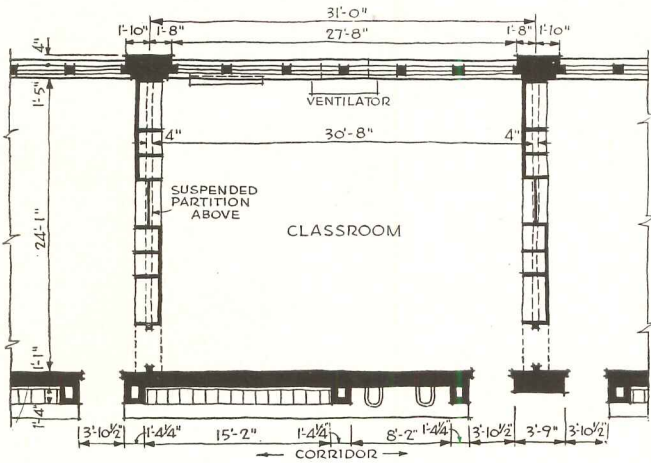 31'-0"
1'-10" 1'-8" 1'-8" 1'-10"
27'-8"
4"
1'-5"
VENTILATOR
4" 30'-8" 4"
SUSPENDED
PARTITION
ABOVE
CLASSROOM
24'-1"
1'-1"
1'-4"
3'-10½" 1'-4¼" 15'-2" 1'-4¼" 8'-2" 1'-4¼" 3'-10½" 3'-9" 3'-10½"
CORRIDOR